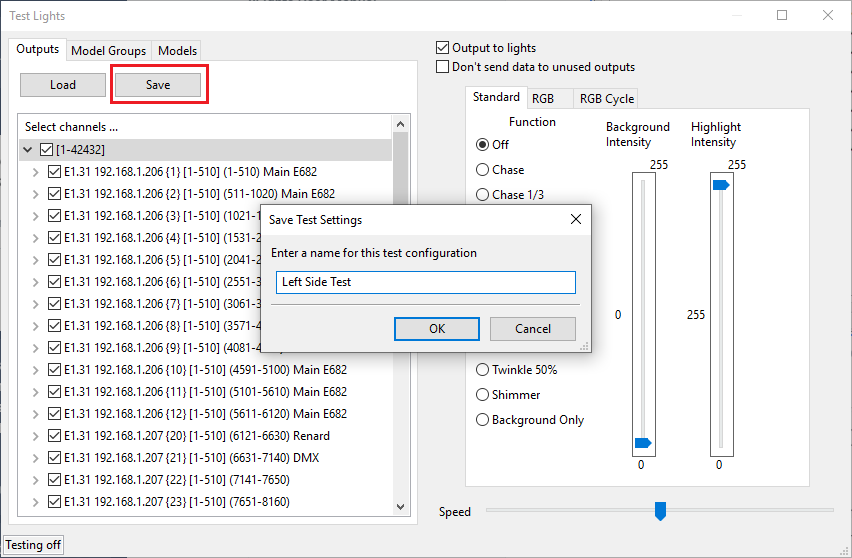 Test Lights
Outputs Model Groups Models
Load Save
Select channels ...
[1-42432]
E1.31 192.168.1.206 {1} [1-510] (1-510) Main E682
E1.31 192.168.1.206 {2} [1-510] (511-1020) Main E682
E1.31 192.168.1.206 {3} [1-510] (1021-1
E1.31 192.168.1.206 {4} [1-510] (1531-2
E1.31 192.168.1.206 {5} [1-510] (2041-2
E1.31 192.168.1.206 {6} [1-510] (2551-3
E1.31 192.168.1.206 {7} [1-510] (3061-3
E1.31 192.168.1.206 {8} [1-510] (3571-4
E1.31 192.168.1.206 {9} [1-510] (4081-4
E1.31 192.168.1.206 {10} [1-510] (4591-5100) Main E682
E1.31 192.168.1.206 {11} [1-510] (5101-5610) Main E682
E1.31 192.168.1.206 {12} [1-510] (5611-6120) Main E682
E1.31 192.168.1.207 {20} [1-510] (6121-6630) Renard
E1.31 192.168.1.207 {21} [1-510] (6631-7140) DMX
E1.31 192.168.1.207 {22} [1-510] (7141-7650)
E1.31 192.168.1.207 {23} [1-510] (7651-8160)
Testing off
Output to lights
Don't send data to unused outputs
Standard RGB RGB Cycle
Function
Off
Chase
Chase 1/3
Twinkle 50%
Shimmer
Background Only
Background
Intensity
255
0
0
Highlight
Intensity
255
255
0
Speed
Save Test Settings
Enter a name for this test configuration
Left Side Test
OK Cancel